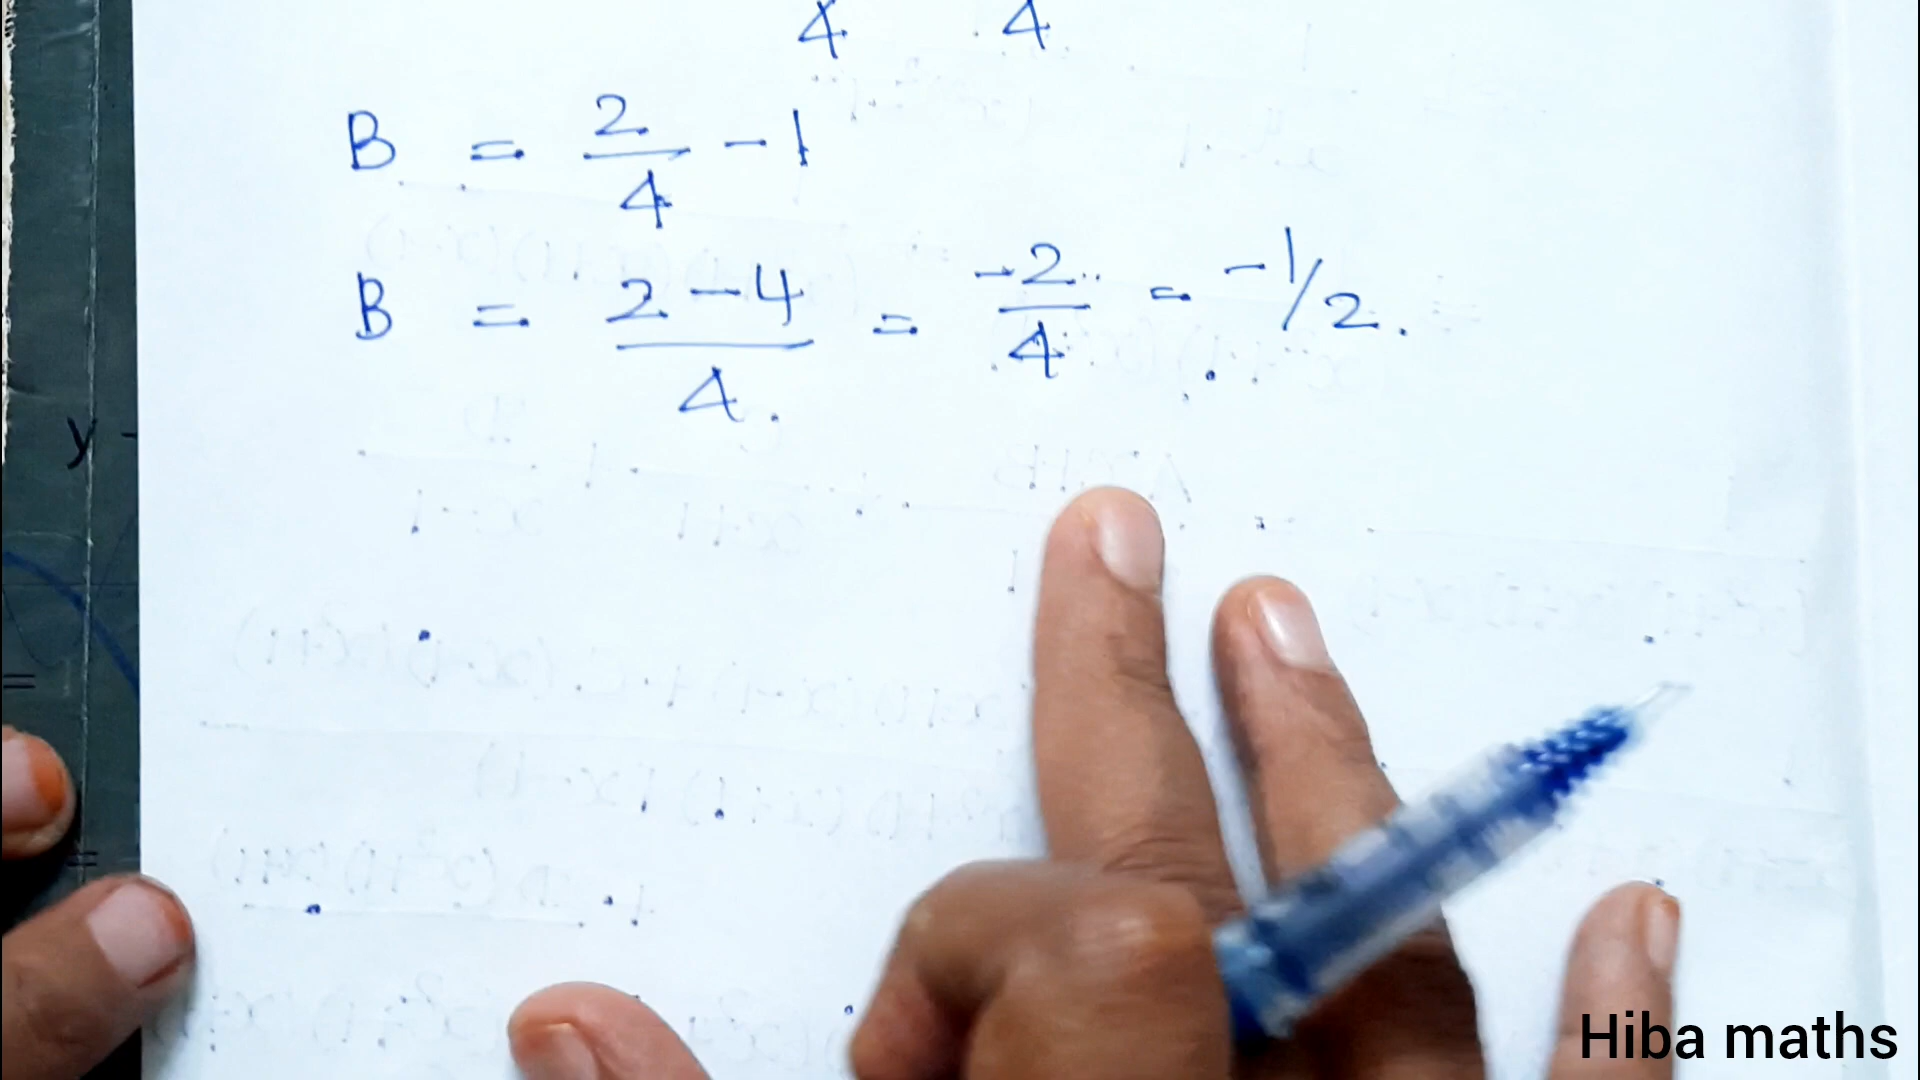 4 4
B = 2/4 - 1
B = 2-4/4 = -2/4 = -1/2.
y -
=
=
Hiba maths